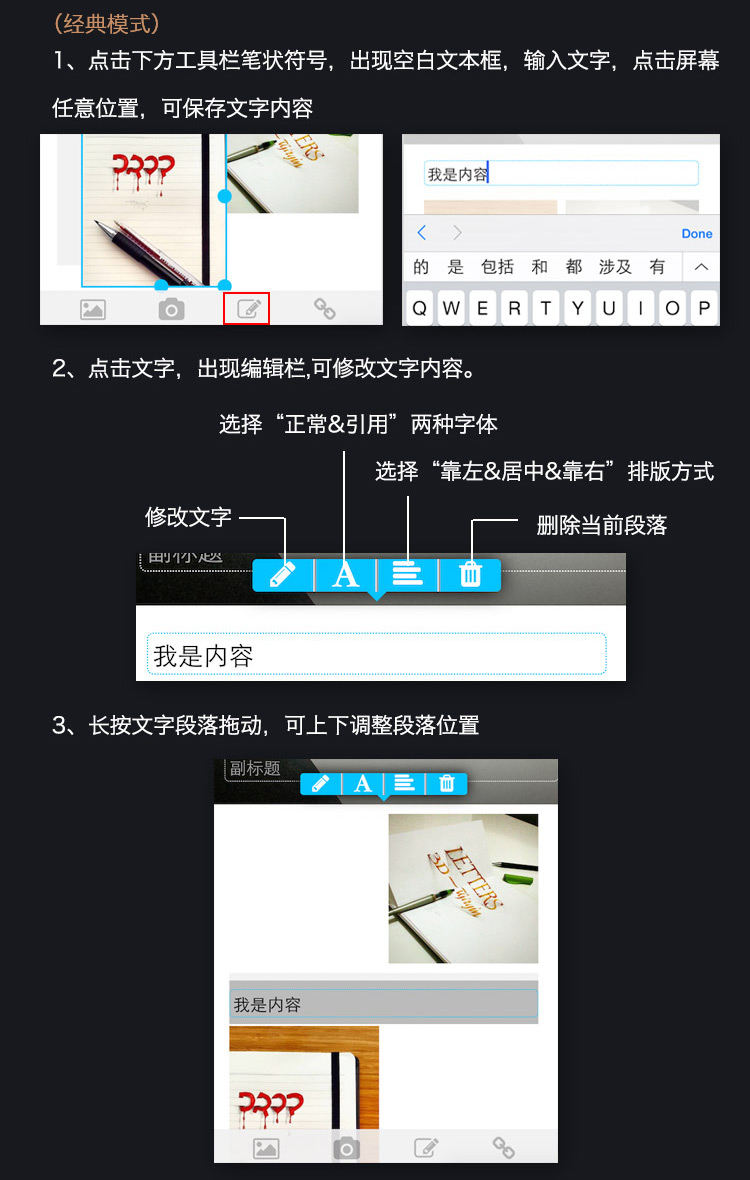 （经典模式）
1、点击下方工具栏笔状符号，出现空白文本框，输入文字，点击屏幕
任意位置，可保存文字内容
LETTERS
我是内容
Done
的 是 包括 和 都 涉及 有
Q W E R T Y U I O P
2、点击文字，出现编辑栏,可修改文字内容。
选择“正常&引用”两种字体
选择“靠左&居中&靠右”排版方式
修改文字
删除当前段落
副标题
A
我是内容
3、长按文字段落拖动，可上下调整段落位置
副标题
A
LETTERS
3D
我是内容